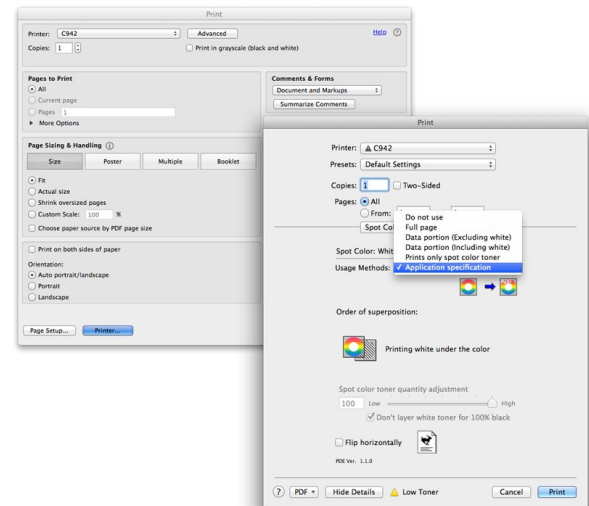 Print
Printer: C942 Advanced Help ?
Copies: 1 Print in grayscale (black and white)
Pages to Print
All
Current page
Pages 1
More Options
Comments & Forms
Document and Markups
Summarize Comments
Page Sizing & Handling i
Size Poster Multiple Booklet
Fit
Actual size
Shrink oversized pages
Custom Scale: 100 %
Choose paper source by PDF page size
Print on both sides of paper
Orientation:
Auto portrait/landscape
Portrait
Landscape
Page Setup... Printer...
Print
Printer: C942
Presets: Default Settings
Copies: 1 Two-Sided
Pages: All
From:
Spot Co
Do not use
Full page
Data portion (Excluding white)
Data portion (Including white)
Prints only spot color toner
Application specification
Spot Color: Whit
Usage Methods:
Order of superposition:
Printing white under the color
Spot color toner quantity adjustment
100 Low High
Don't layer white toner for 100% black
Flip horizontally
PDE Ver. 1.1.0
? PDF Hide Details Low Toner Cancel Print